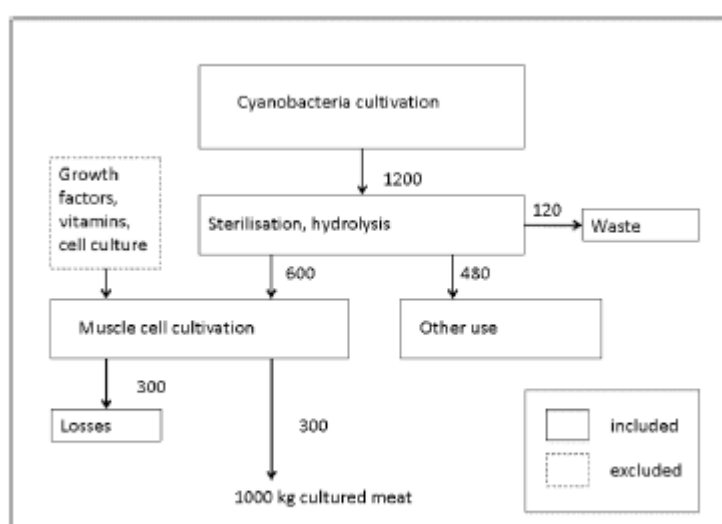 Cyanobacteria cultivation
1200
Growth
factors,
vitamins,
cell culture
Sterilisation, hydrolysis
120
Waste
600
480
Muscle cell cultivation
Other use
300
Losses
300
included
excluded
1000 kg cultured meat